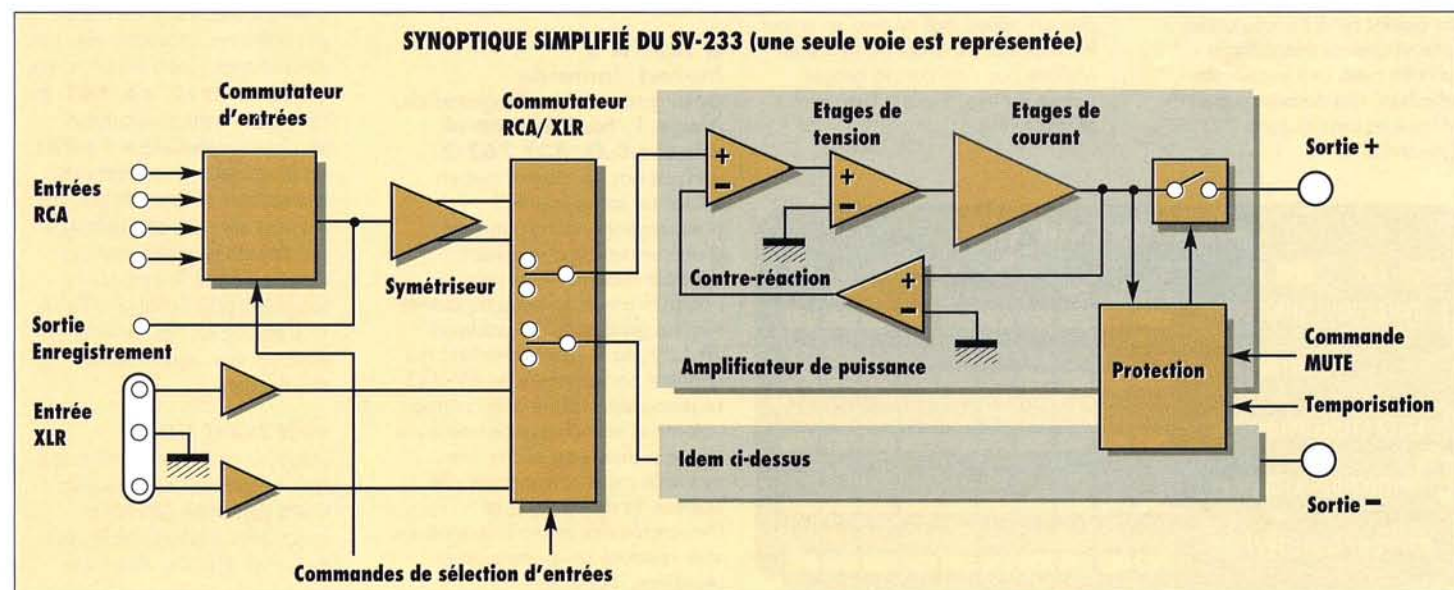 SYNOPTIQUE SIMPLIFIÉ DU SV-233 (une seule voie est représentée)
Commutateur
d'entrées
Commutateur
RCA/ XLR
Etages de
tension
Etages de
courant
Sortie +
Entrées
RCA
+
−
+
−
Symétriseur
Contre-réaction
+
−
Sortie
Enregistrement
Amplificateur de puissance
Protection
Commande
MUTE
Entrée
XLR
Temporisation
Idem ci-dessus
Sortie −
Commandes de sélection d'entrées